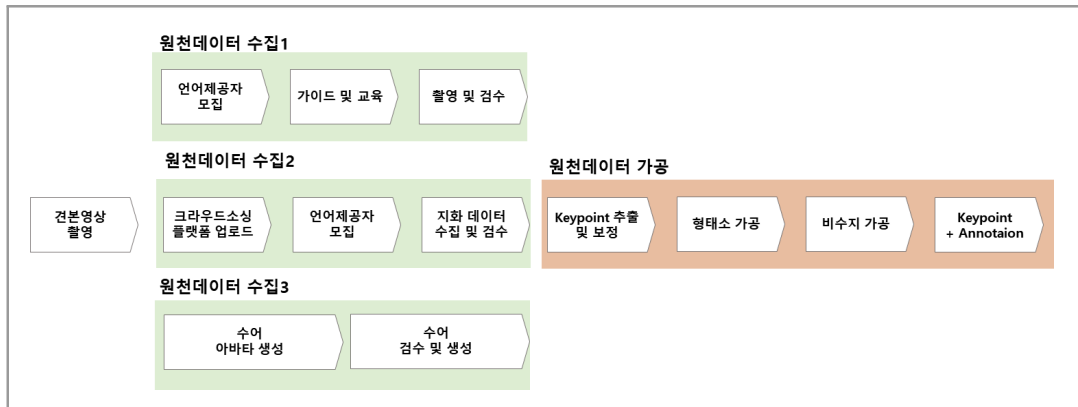 원천데이터 수집1
언어제공자
모집
가이드 및 교육
촬영 및 검수
원천데이터 수집2
원천데이터 가공
견본영상
촬영
크라우드소싱
플랫폼 업로드
언어제공자
모집
지화 데이터
수집 및 검수
Keypoint 추출
및 보정
형태소 가공
비수지 가공
Keypoint
+ Annotaion
원천데이터 수집3
수어
아바타 생성
수어
검수 및 생성